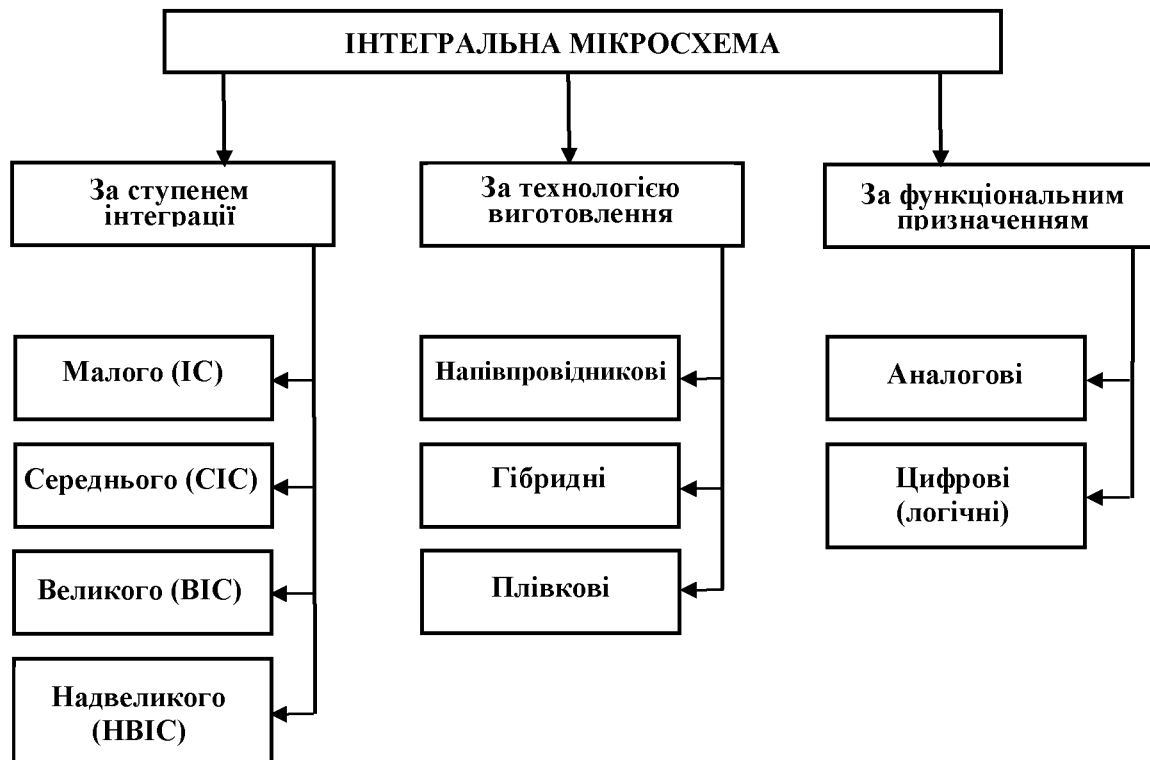 ІНТЕГРАЛЬНА МІКРОСХЕМА
За ступенем
інтеграції
За технологією
виготовлення
За функціональним
призначенням
Малого (ІС)
Середнього (СІС)
Великого (ВІС)
Надвеликого
(НВІС)
Напівпровідникові
Гібридні
Плівкові
Аналогові
Цифрові
(логічні)